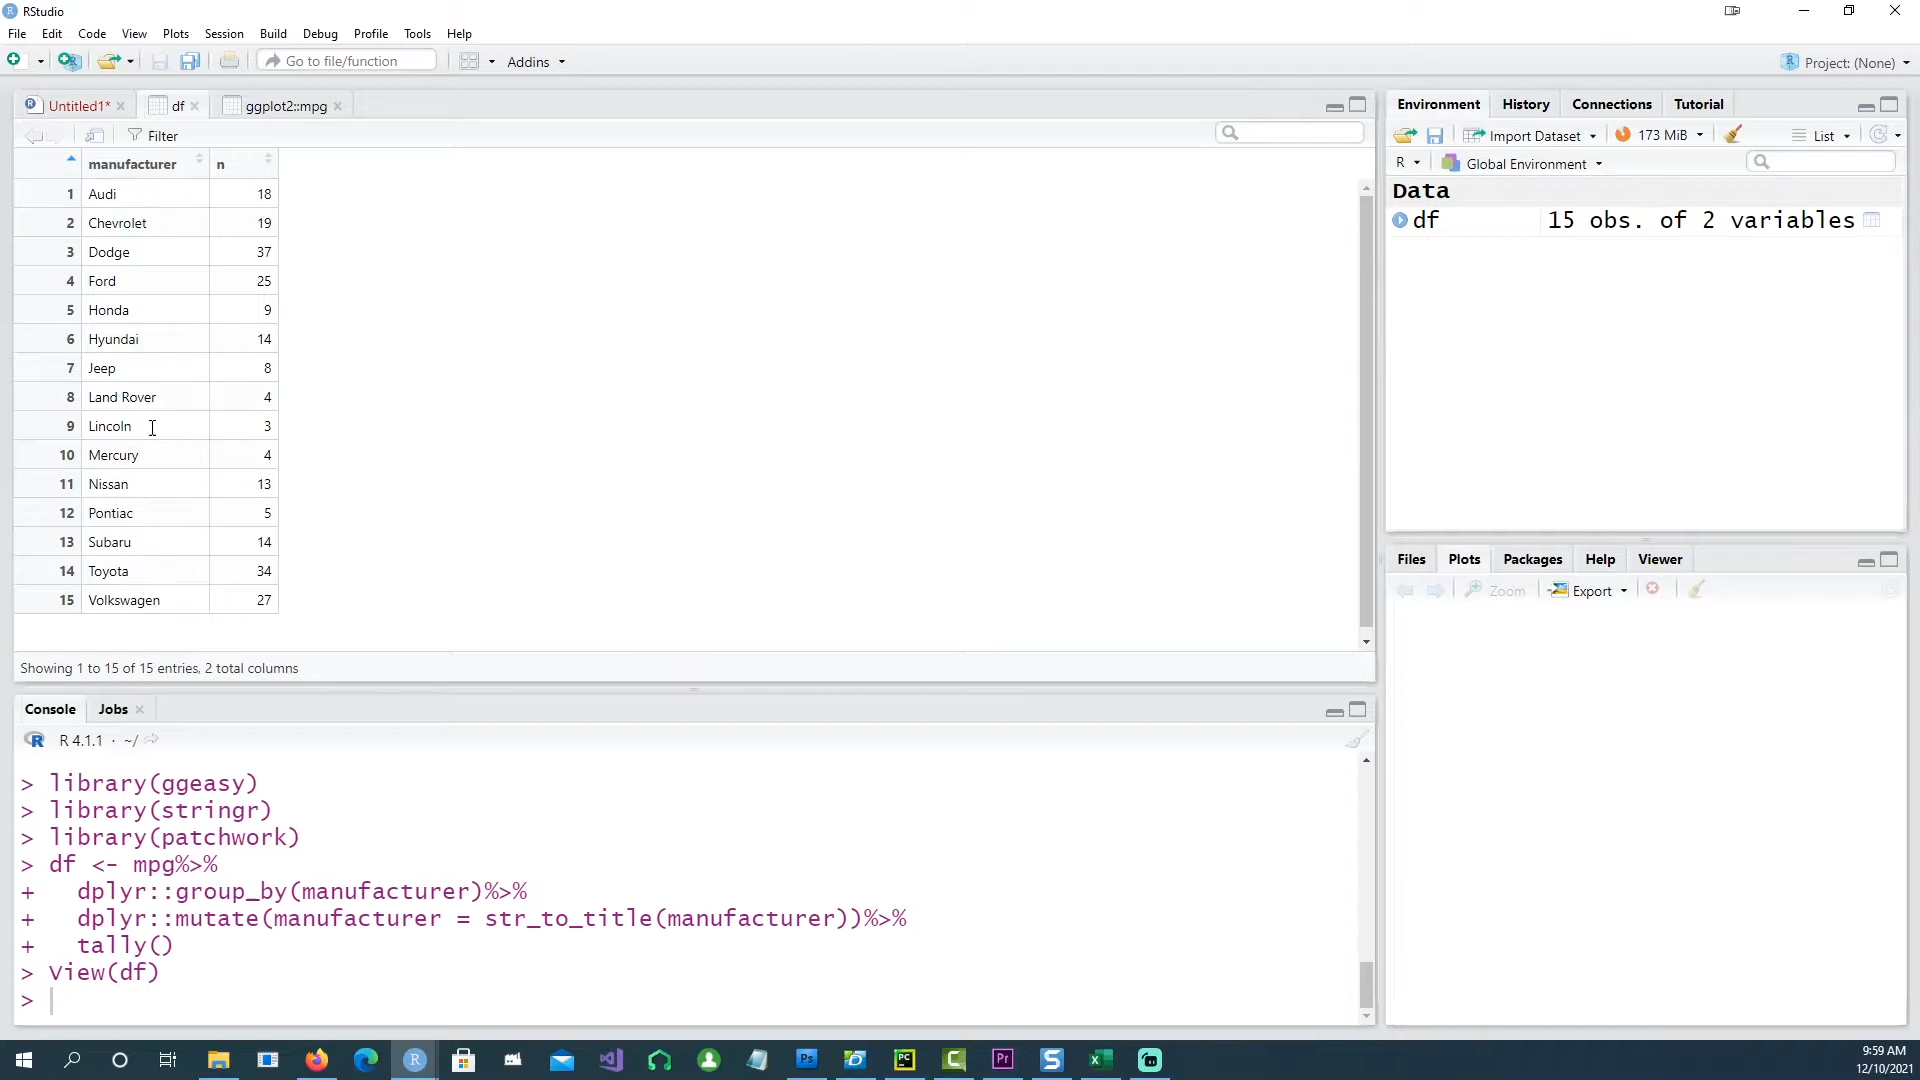 RStudio
File Edit Code View Plots Session Build Debug Profile Tools Help
Go to file/function Addins Project: (None)
Untitled1* df ggplot2::mpg
Filter
manufacturer n
1 Audi 18
2 Chevrolet 19
3 Dodge 37
4 Ford 25
5 Honda 9
6 Hyundai 14
7 Jeep 8
8 Land Rover 4
9 Lincoln 3
10 Mercury 4
11 Nissan 13
12 Pontiac 5
13 Subaru 14
14 Toyota 34
15 Volkswagen 27
Showing 1 to 15 of 15 entries, 2 total columns
Console Jobs
R 4.1.1 · ~/
> library(ggeasy)
> library(stringr)
> library(patchwork)
> df <- mpg%>%
+ dplyr::group_by(manufacturer)%>%
+ dplyr::mutate(manufacturer = str_to_title(manufacturer))%>%
+ tally()
> View(df)
>
Environment History Connections Tutorial
Import Dataset 173 MiB List
R Global Environment
Data
df 15 obs. of 2 variables
Files Plots Packages Help Viewer
Zoom Export
9:59 AM
12/10/2021